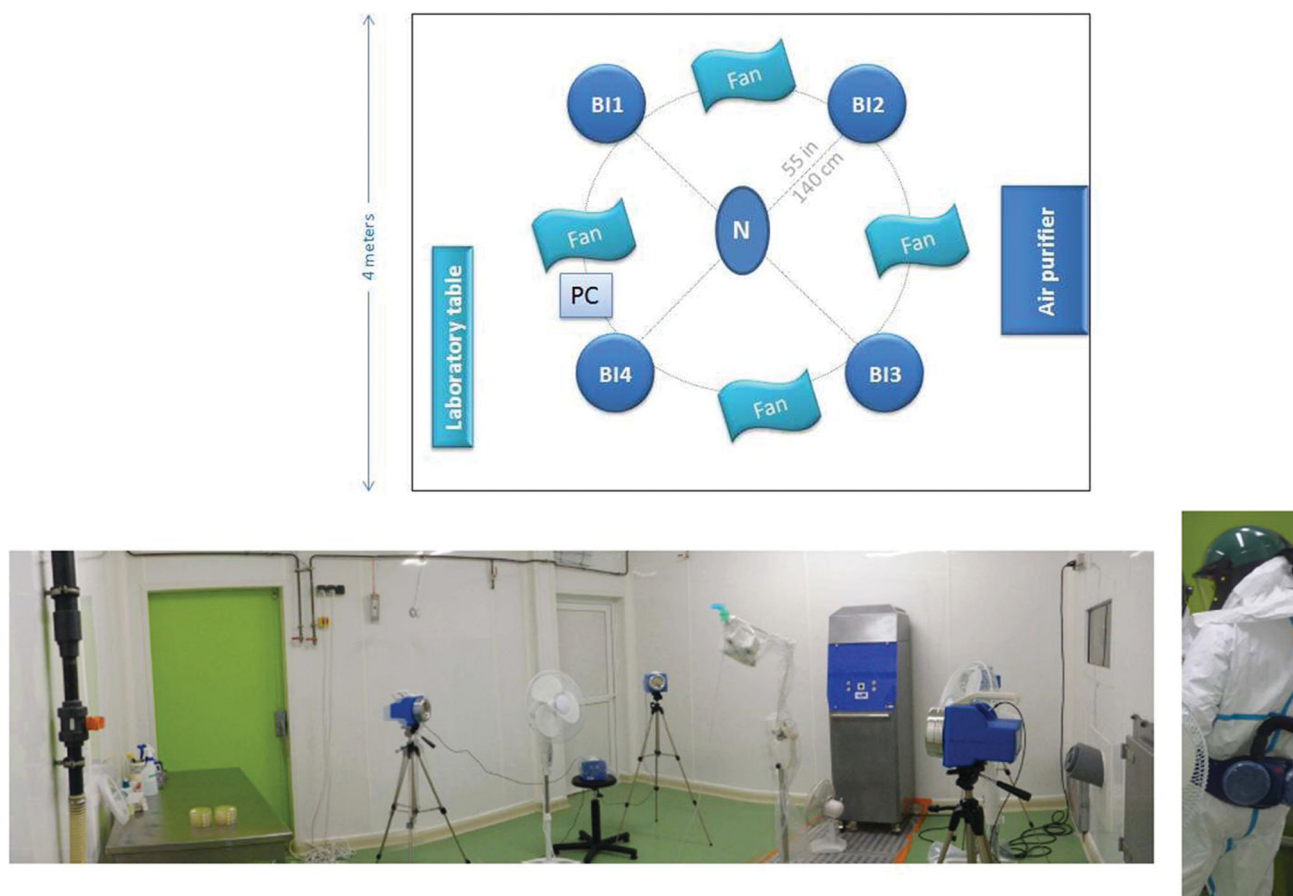 Fan
BI1
BI2
55 in
140 cm
4 meters
Fan
N
Fan
Air purifier
Laboratory table
PC
BI4
BI3
Fan